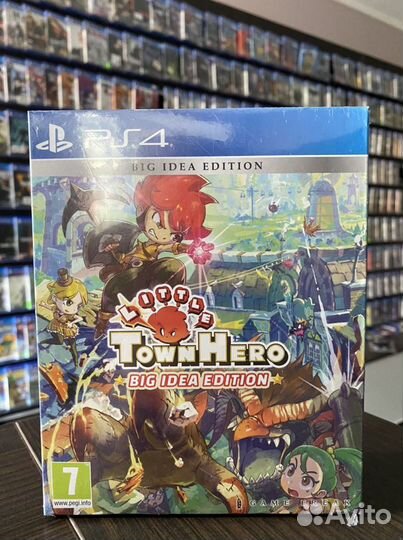 PS4
BIG IDEA EDITION
LITTLE
TOWN HERO
BIG IDEA EDITION
7
www.pegi.info
GAME FREAK
Avito